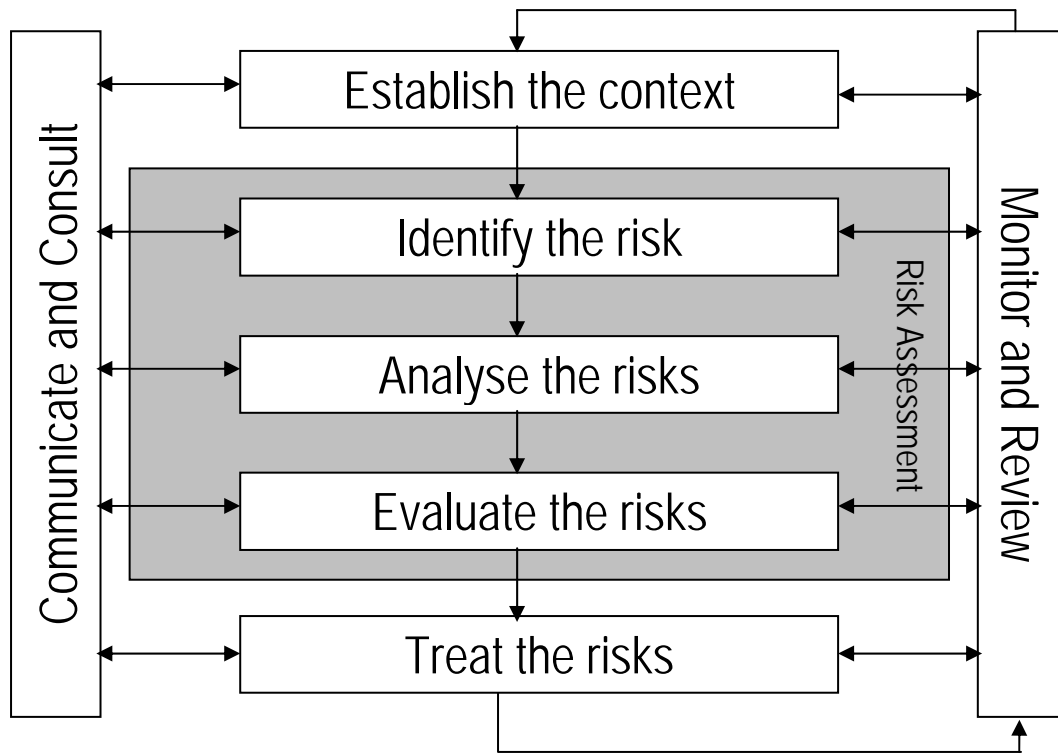 Communicate and Consult
Establish the context
Identify the risk
Analyse the risks
Evaluate the risks
Risk Assessment
Treat the risks
Monitor and Review